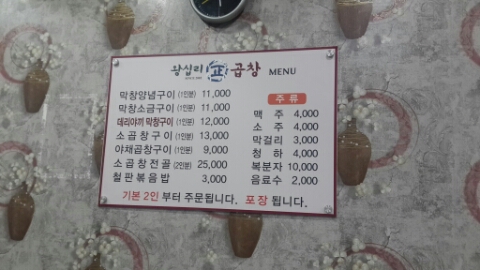 왕십리 正 곱창 MENU
막창양념구이 (1인분) 11,000
막창소금구이 (1인분) 11,000
데리야끼 막창구이 (1인분) 12,000
소곱창구이 (1인분) 13,000
야채곱창구이 (1인분) 9,000
소곱창전골 (2인분) 25,000
철판볶음밥 3,000
주류
맥주 4,000
소주 4,000
막걸리 3,000
청하 4,000
복분자 10,000
음료수 2,000
기본 2인 부터 주문됩니다. 포장 됩니다.